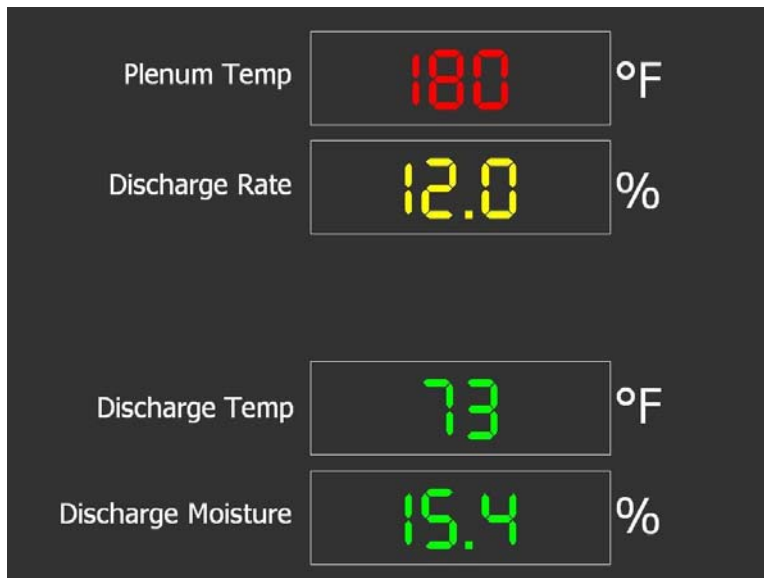 Plenum Temp 180 °F
Discharge Rate 12.0 %
Discharge Temp 73 °F
Discharge Moisture 15.4 %